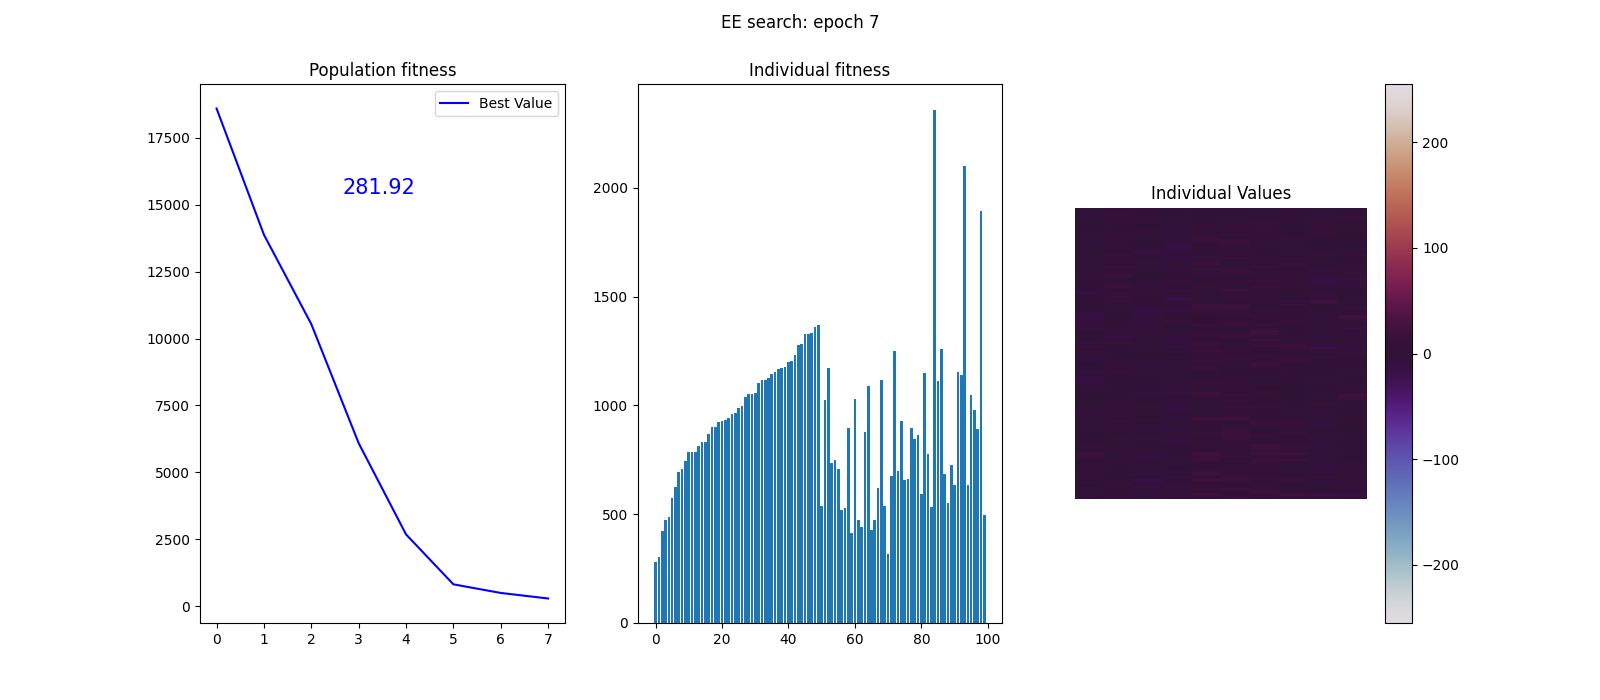 EE search: epoch 7
Population fitness
Best Value
281.92
17500
15000
12500
10000
7500
5000
2500
0
0 1 2 3 4 5 6 7
Individual fitness
2000
1500
1000
500
0
0 20 40 60 80 100
Individual Values
200
100
0
−100
−200